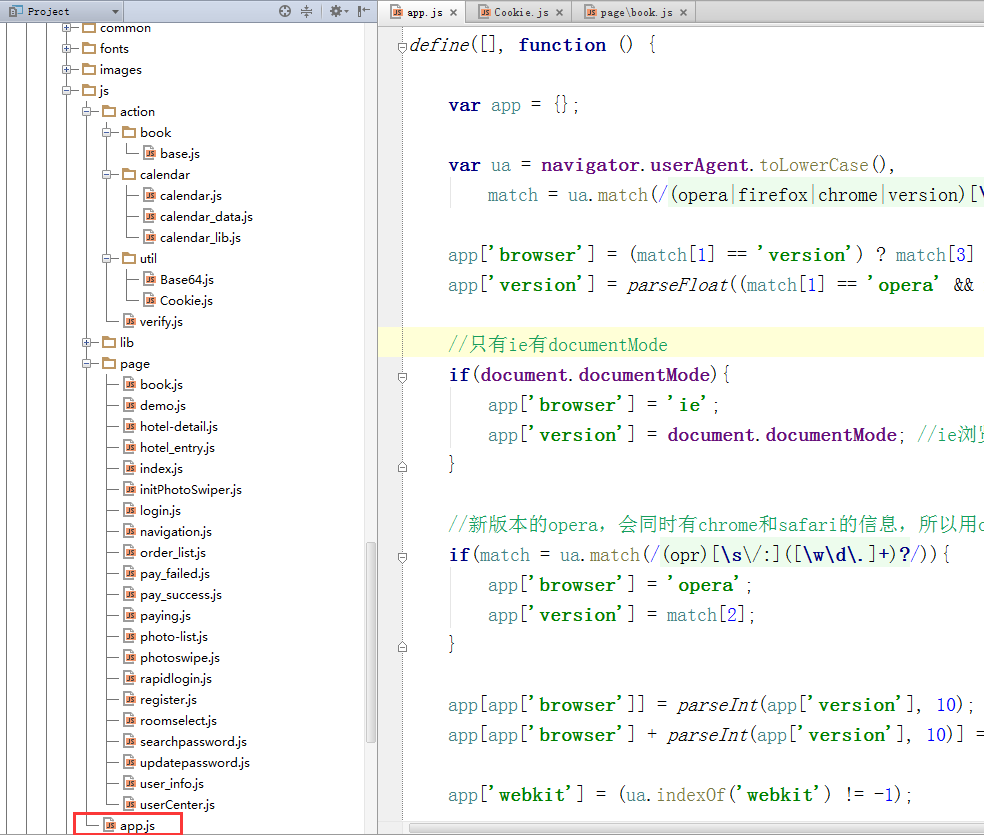 Project
common
fonts
images
js
action
book
base.js
calendar
calendar.js
calendar_data.js
calendar_lib.js
util
Base64.js
Cookie.js
verify.js
lib
page
book.js
demo.js
hotel-detail.js
hotel_entry.js
index.js
initPhotoSwiper.js
login.js
navigation.js
order_list.js
pay_failed.js
pay_success.js
paying.js
photo-list.js
photoswipe.js
rapidlogin.js
register.js
roomselect.js
searchpassword.js
updatepassword.js
user_info.js
userCenter.js
app.js
app.js Cookie.js page\book.js
define([], function () {
var app = {};
var ua = navigator.userAgent.toLowerCase(),
match = ua.match(/(opera|firefox|chrome|version)[\
app['browser'] = (match[1] == 'version') ? match[3]
app['version'] = parseFloat((match[1] == 'opera' &&
//只有ie有documentMode
if(document.documentMode){
app['browser'] = 'ie';
app['version'] = document.documentMode; //ie浏览
}
//新版本的opera，会同时有chrome和safari的信息，所以用o
if(match = ua.match(/(opr)[\s\/:]([\w\d\.]+)?/)){
app['browser'] = 'opera';
app['version'] = match[2];
}
app[app['browser']] = parseInt(app['version'], 10);
app[app['browser'] + parseInt(app['version'], 10)] =
app['webkit'] = (ua.indexOf('webkit') != -1);